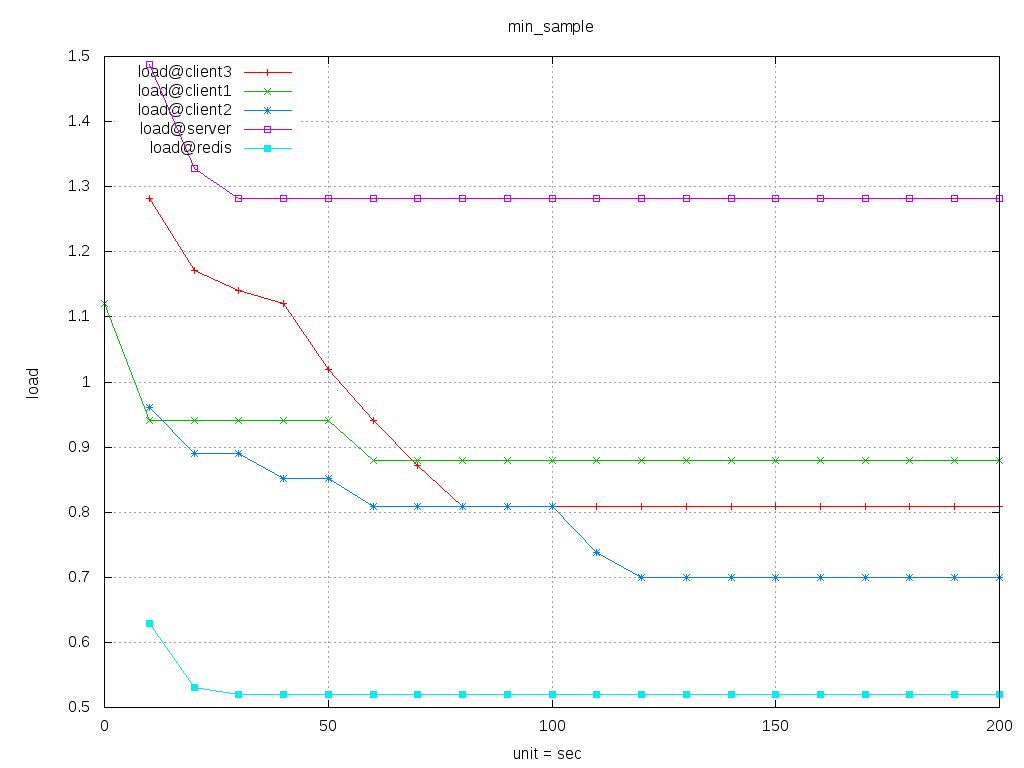 min_sample
1.5
1.4
1.3
1.2
1.1
1
0.9
0.8
0.7
0.6
0.5
load
load@client3
load@client1
load@client2
load@server
load@redis
0 50 100 150 200
unit = sec